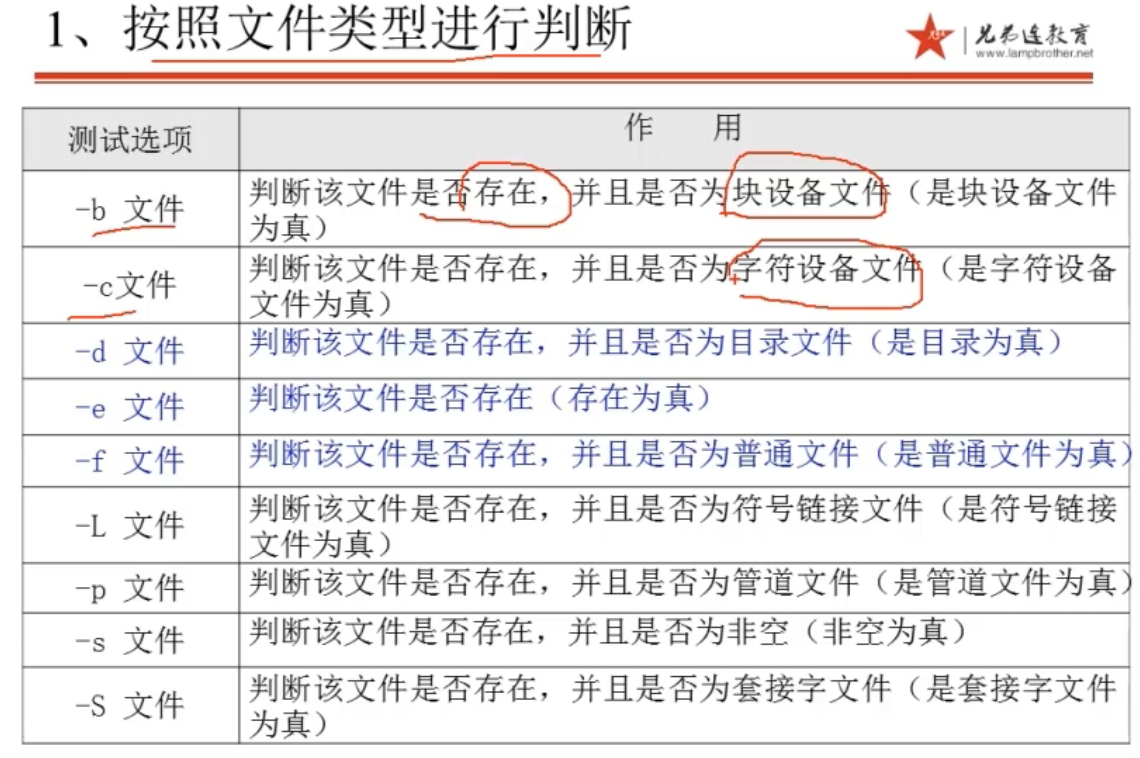 1、按照文件类型进行判断
兄弟连教育
www.lampbrother.net
测试选项
作 用
-b 文件
判断该文件是否存在，并且是否为块设备文件（是块设备文件
为真）
-c文件
判断该文件是否存在，并且是否为字符设备文件（是字符设备
文件为真）
-d 文件
判断该文件是否存在，并且是否为目录文件（是目录为真）
-e 文件
判断该文件是否存在（存在为真）
-f 文件
判断该文件是否存在，并且是否为普通文件（是普通文件为真）
-L 文件
判断该文件是否存在，并且是否为符号链接文件（是符号链接
文件为真）
-p 文件
判断该文件是否存在，并且是否为管道文件（是管道文件为真）
-s 文件
判断该文件是否存在，并且是否为非空（非空为真）
-S 文件
判断该文件是否存在，并且是否为套接字文件（是套接字文件
为真）